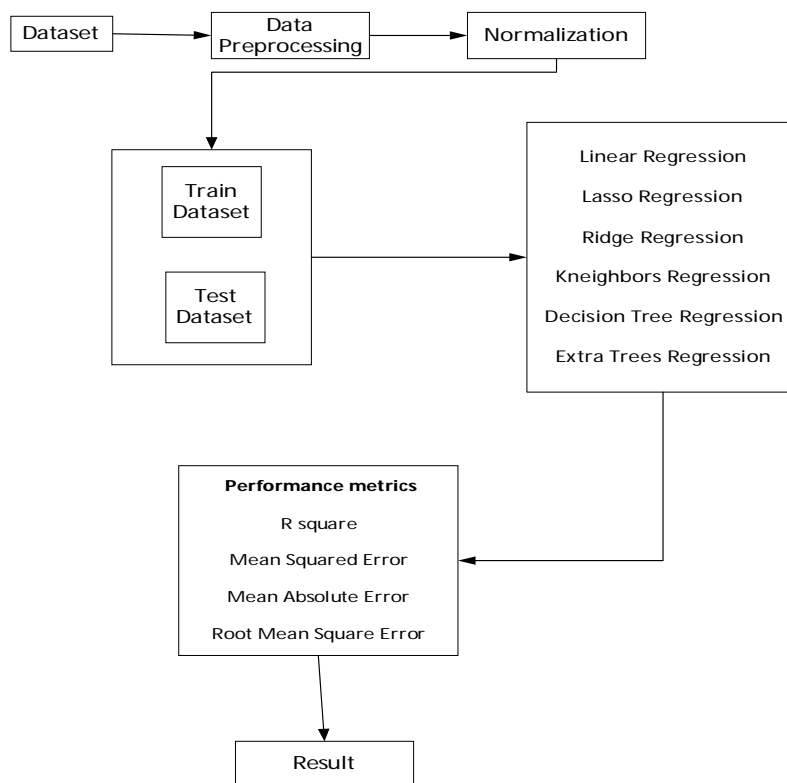 Dataset
Data
Preprocessing
Normalization
Train
Dataset
Test
Dataset
Linear Regression
Lasso Regression
Ridge Regression
Kneighbors Regression
Decision Tree Regression
Extra Trees Regression
Performance metrics
R square
Mean Squared Error
Mean Absolute Error
Root Mean Square Error
Result